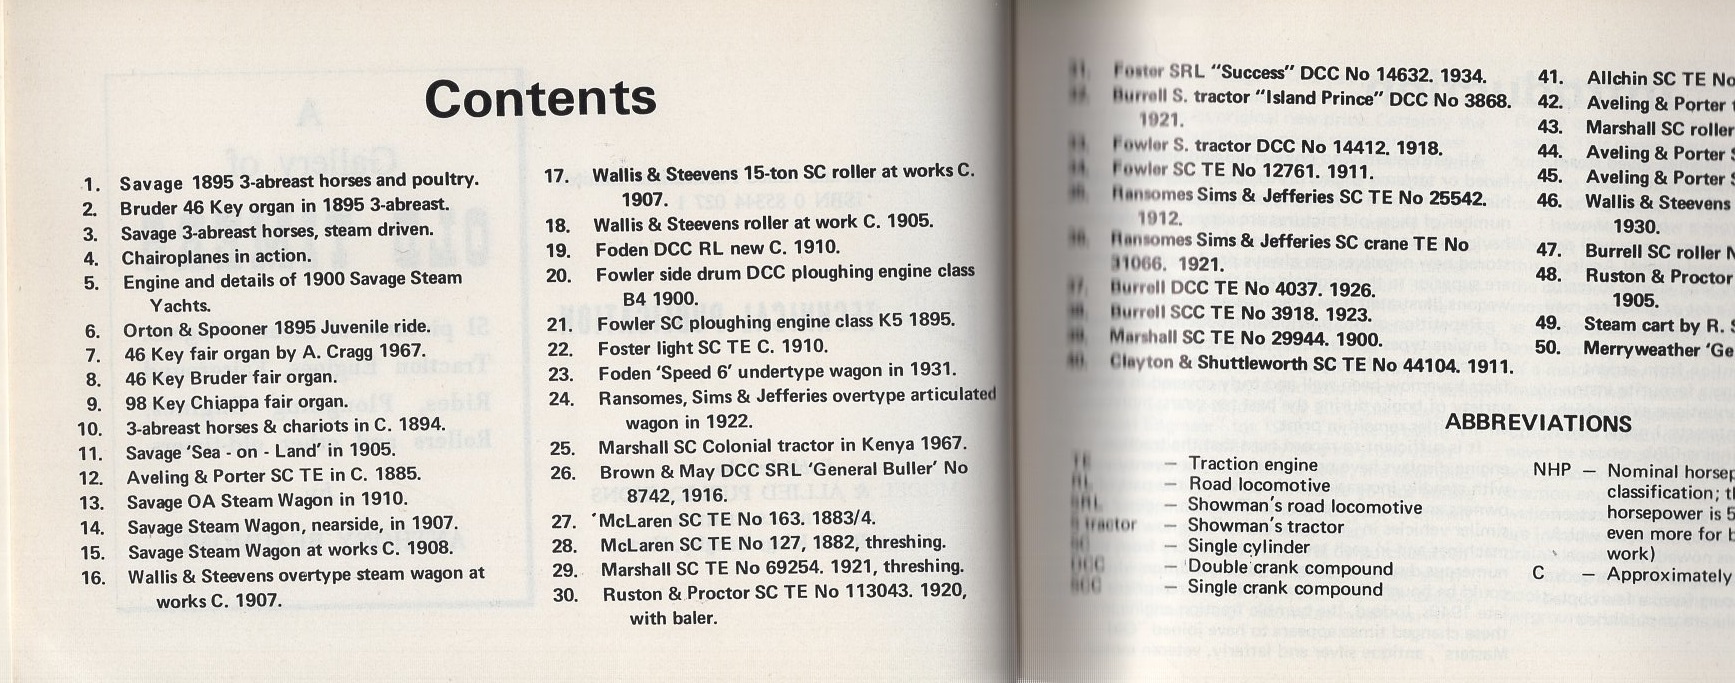 Contents
1. Savage 1895 3-abreast horses and poultry.
2. Bruder 46 Key organ in 1895 3-abreast.
3. Savage 3-abreast horses, steam driven.
4. Chairoplanes in action.
5. Engine and details of 1900 Savage Steam
Yachts.
6. Orton & Spooner 1895 Juvenile ride.
7. 46 Key fair organ by A. Cragg 1967.
8. 46 Key Bruder fair organ.
9. 98 Key Chiappa fair organ.
10. 3-abreast horses & chariots in C. 1894.
11. Savage ‘Sea - on - Land’ in 1905.
12. Aveling & Porter SC TE in C. 1885.
13. Savage OA Steam Wagon in 1910.
14. Savage Steam Wagon, nearside, in 1907.
15. Savage Steam Wagon at works C. 1908.
16. Wallis & Steevens overtype steam wagon at
works C. 1907.
17. Wallis & Steevens 15-ton SC roller at works C.
1907.
18. Wallis & Steevens roller at work C. 1905.
19. Foden DCC RL new C. 1910.
20. Fowler side drum DCC ploughing engine class
B4 1900.
21. Fowler SC ploughing engine class K5 1895.
22. Foster light SC TE C. 1910.
23. Foden ‘Speed 6’ undertype wagon in 1931.
24. Ransomes, Sims & Jefferies overtype articulated
wagon in 1922.
25. Marshall SC Colonial tractor in Kenya 1967.
26. Brown & May DCC SRL ‘General Buller’ No
8742, 1916.
27. McLaren SC TE No 163. 1883/4.
28. McLaren SC TE No 127, 1882, threshing.
29. Marshall SC TE No 69254. 1921, threshing.
30. Ruston & Proctor SC TE No 113043. 1920,
with baler.
Foster SRL “Success” DCC No 14632. 1934.
Burrell S. tractor “Island Prince” DCC No 3868.
1921.
Fowler S. tractor DCC No 14412. 1918.
Fowler SC TE No 12761. 1911.
Ransomes Sims & Jefferies SC TE No 25542.
1912.
Ransomes Sims & Jefferies SC crane TE No
31066. 1921.
Burrell DCC TE No 4037. 1926.
Burrell SCC TE No 3918. 1923.
Marshall SC TE No 29944. 1900.
Clayton & Shuttleworth SC TE No 44104. 1911.
41. Allchin SC TE No
42. Aveling & Porter
43. Marshall SC roller
44. Aveling & Porter
45. Aveling & Porter
46. Wallis & Steevens
1930.
47. Burrell SC roller
48. Ruston & Proctor
1905.
49. Steam cart by R.
50. Merryweather ‘Ge
ABBREVIATIONS
TE — Traction engine
RL — Road locomotive
SRL — Showman’s road locomotive
S tractor — Showman’s tractor
SC — Single cylinder
DCC — Double crank compound
SCC — Single crank compound
NHP — Nominal horsep
classification;
horsepower is 5
even more for
work)
C — Approximately